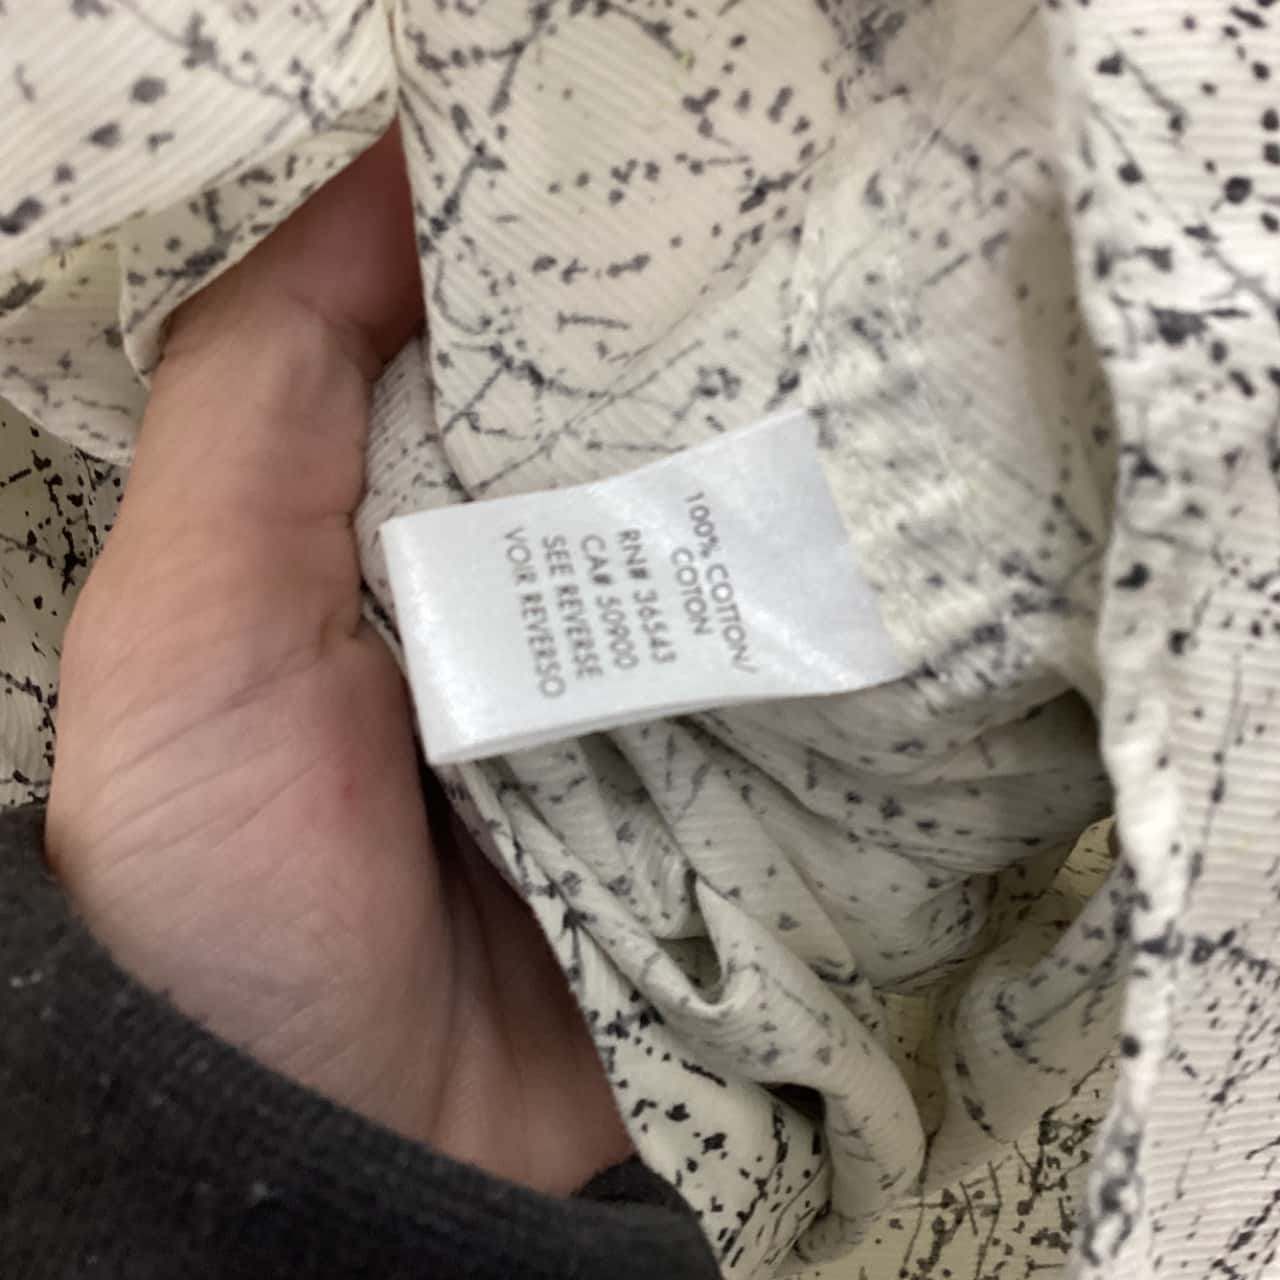 100% COTTON/
COTON
RN# 36543
CA# 50900
SEE REVERSE
VOIR REVERSO